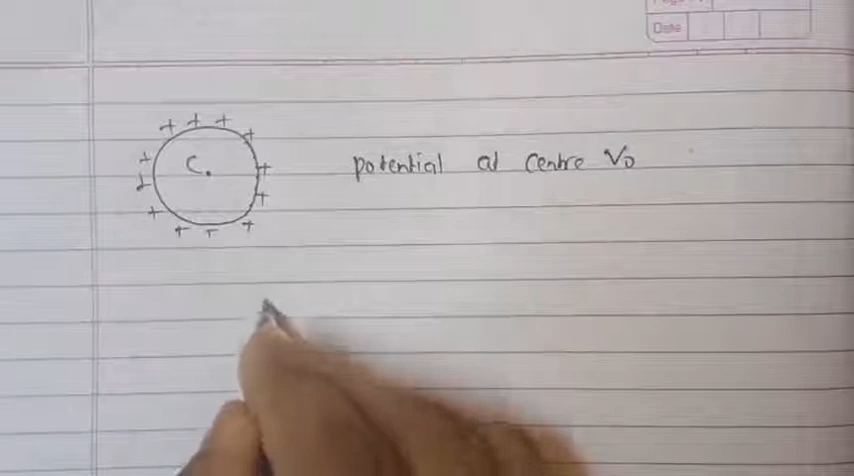 Date
C.
potential at centre V₀